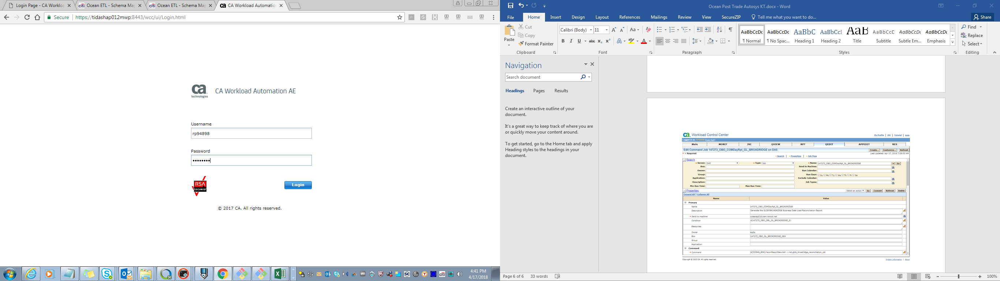 Login Page - CA Workloa
Ocean ETL - Schema Map
Ocean ETL - Schema Map
CA Workload Automatio
Secure
https://tidashap012mwp:8443/wcc/ui/Login.html
ca
technologies
CA Workload Automation AE
Username
rp94898
Password
RSA
SECURED
Login
© 2017 CA. All rights reserved.
4:41 PM
4/17/2018
Ocean Post Trade Autosys KT.docx - Word
File
Home
Insert
Design
Layout
References
Mailings
Review
View
SecureZIP
Tell me what you want to do...
Share
Paste
Cut
Copy
Format Painter
Clipboard
Calibri (Body)
11
Font
Paragraph
AaBbCcDc
¶ Normal
AaBbCcDc
¶ No Spac...
AaBbC
Heading 1
AaBbCcI
Heading 2
AaB
Title
AaBbCcD
Subtitle
AaBbCcDc
Subtle Em...
AaBbCcDc
Emphasis
Styles
Find
Replace
Select
Editing
Navigation
Search document
Headings
Pages
Results
Create an interactive outline of your
document.
It's a great way to keep track of where you are
or quickly move your content around.
To get started, go to the Home tab and apply
Heading styles to the headings in your
document.
ca
Workload Control Center
My Profile | JSC | Tutorial | Help
Logged in as: RP94898 (Log Out)
Main
MONIT
JSC
QVIEW
RPT
QEDIT
APPEDIT
RES
Edit Command Job 147273_OBO_COMDayRpt_GL_BROADRIDGE on DA5
Create...
Customize...
Refresh
* = Required
Last Updated: Apr 17, 2018 7:09:03 AM
Search | Properties | Job Flow
Search
* Server: DA5
* Type: Job
* Name: 147273_OBO_COMDayRpt_GL_BROADRIDGE
Go
Box:
Send to Machine:
Owner:
Run Calendar:
Group:
Run Days: Su Mo Tu We Th Fr Sa
Application:
Exclude Calendar:
Description:
Job Types:
Min Run Time:
Max Run Time:
Properties
Select an action
Go
Commit
Refresh
Delete
Expand All | Collapse All
Name
Value
Primary
Name
147273_OBO_COMDayRpt_GL_BROADRIDGE
Description
Generate the GLOB BROADRIDGE Business Date Load Reconciliation Report.
* Send to machine
oceanap01d.nam.nsroot.net
Condition
s(147273_OBO_OBL_GL_BROADRIDGE_S)
Resources
Owner
Box
147273_OBO_GL_BROADRIDGE_SBX
Group
Application
Command
* Command
${OCEAN_BIN}/reconReportNew.ksh -i inst.glob_broadridge_reconciliation_rpt
Copyright © 2010 CA. All rights reserved.
System Information | About
Page 6 of 6
33 words
100%